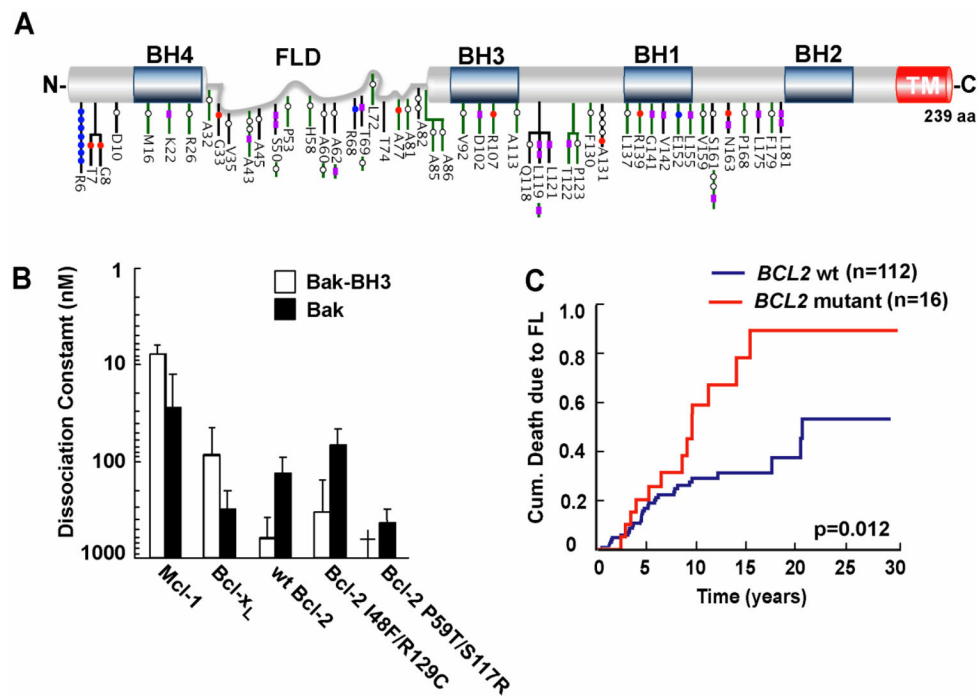 A
BH4
FLD
BH3
BH1
BH2
N-
TM
-C
239 aa
R6
T7
G8
D10
M16
K22
R26
A32
G33
V35
A43
A45
S50
P53
H58
A60
A62
R68
T69
L72
T74
A77
A81
A82
A85
A86
V92
D102
R107
A113
Q118
L119
L121
T122
P123
F130
A131
L137
R139
G141
V142
E152
L155
V159
S161
N163
P168
L175
F179
L181
B
Dissociation Constamt (nM)
1
10
100
1000
Bak-BH3
Bak
Mcl-1
Bcl-xL
wt Bcl-2
Bcl-2 I48F/R129C
Bcl-2 P59T/S117R
C
BCL2 wt (n=112)
BCL2 mutant (n=16)
Cum. Death due to FL
1.0
0.8
0.6
0.4
0.2
0
p=0.012
0 5 10 15 20 25 30
Time (years)